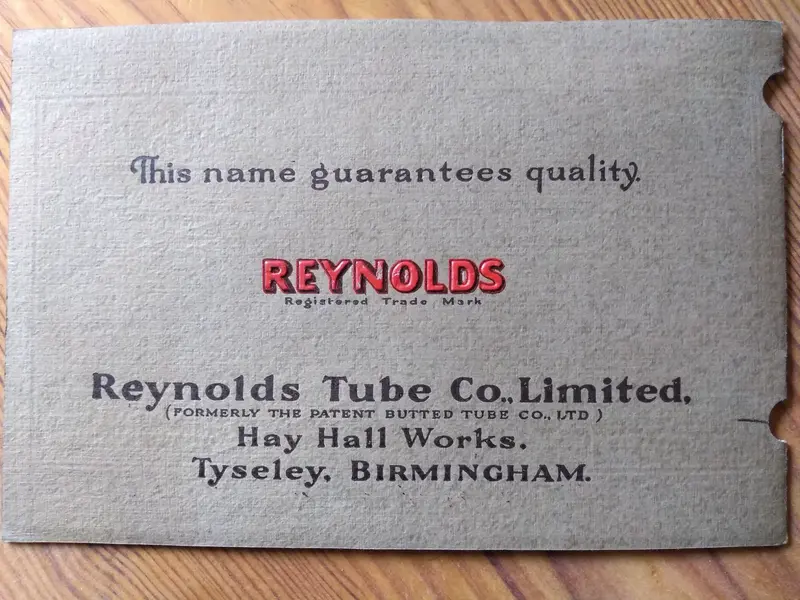 This name guarantees quality.
REYNOLDS
Registered Trade Mark
Reynolds Tube Co., Limited,
(FORMERLY THE PATENT BUTTED TUBE CO., LTD)
Hay Hall Works.
Tyseley, BIRMINGHAM.